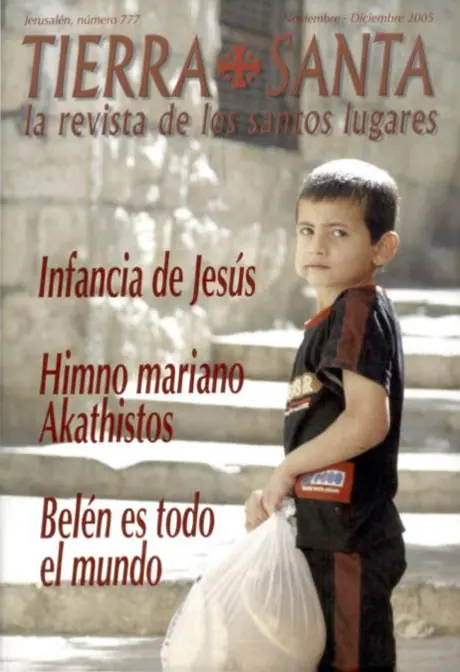 Jerusalén, número 777
Noviembre - Diciembre 2005
TIERRA SANTA
la revista de los santos lugares
Infancia de Jesús
Himno mariano
Akathistos
Belén es todo
el mundo